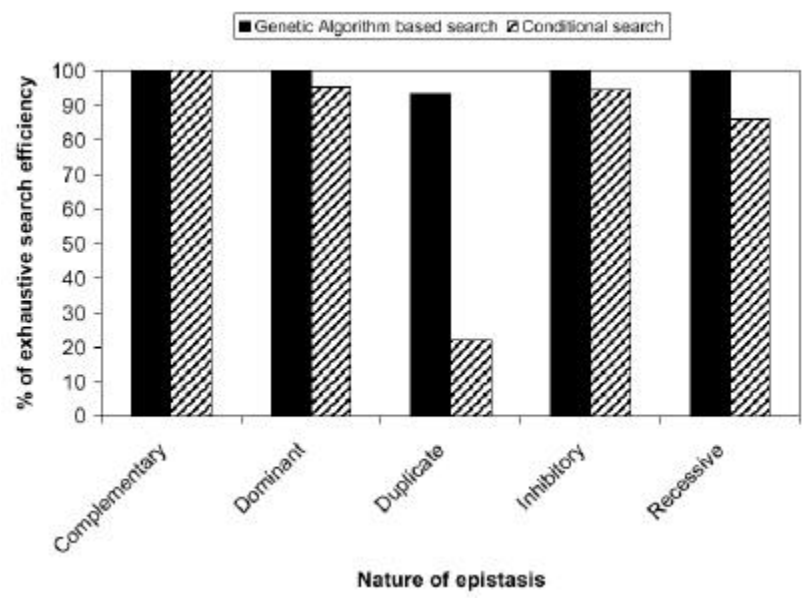 Genetic Algorithm based search Conditional search
% of exhaustive search efficiency
100
90
80
70
60
50
40
30
20
10
0
Complementary
Dominant
Duplicate
Inhibitory
Recessive
Nature of epistasis